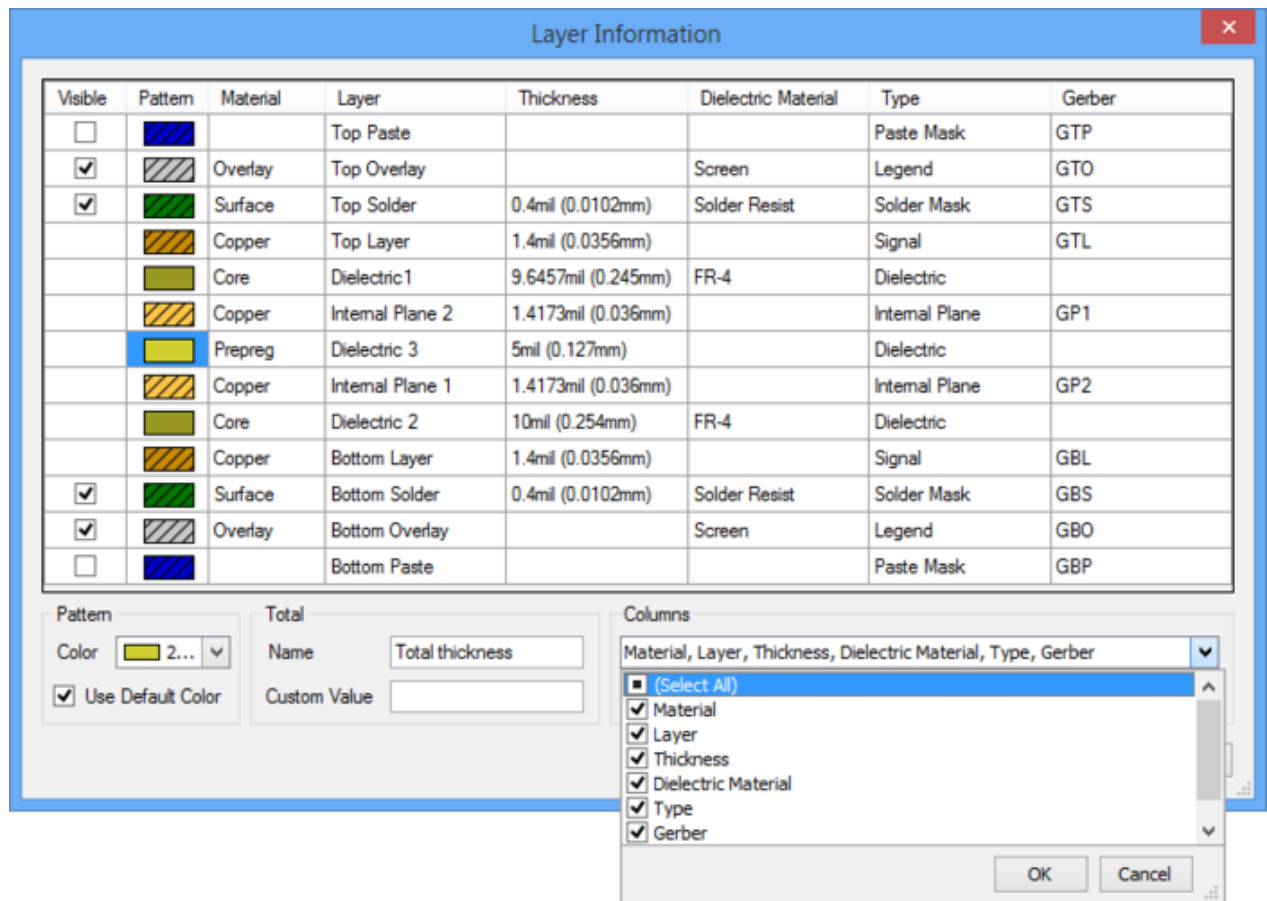 Layer Information
Visible Pattern Material Layer Thickness Dielectric Material Type Gerber
Top Paste Paste Mask GTP
Overlay Top Overlay Screen Legend GTO
Surface Top Solder 0.4mil (0.0102mm) Solder Resist Solder Mask GTS
Copper Top Layer 1.4mil (0.0356mm) Signal GTL
Core Dielectric1 9.6457mil (0.245mm) FR-4 Dielectric
Copper Internal Plane 2 1.4173mil (0.036mm) Internal Plane GP1
Prepreg Dielectric 3 5mil (0.127mm) Dielectric
Copper Internal Plane 1 1.4173mil (0.036mm) Internal Plane GP2
Core Dielectric 2 10mil (0.254mm) FR-4 Dielectric
Copper Bottom Layer 1.4mil (0.0356mm) Signal GBL
Surface Bottom Solder 0.4mil (0.0102mm) Solder Resist Solder Mask GBS
Overlay Bottom Overlay Screen Legend GBO
Bottom Paste Paste Mask GBP
Pattern Total Columns
Color 2... Name Total thickness Material, Layer, Thickness, Dielectric Material, Type, Gerber
Use Default Color Custom Value
(Select All)
Material
Layer
Thickness
Dielectric Material
Type
Gerber
OK Cancel